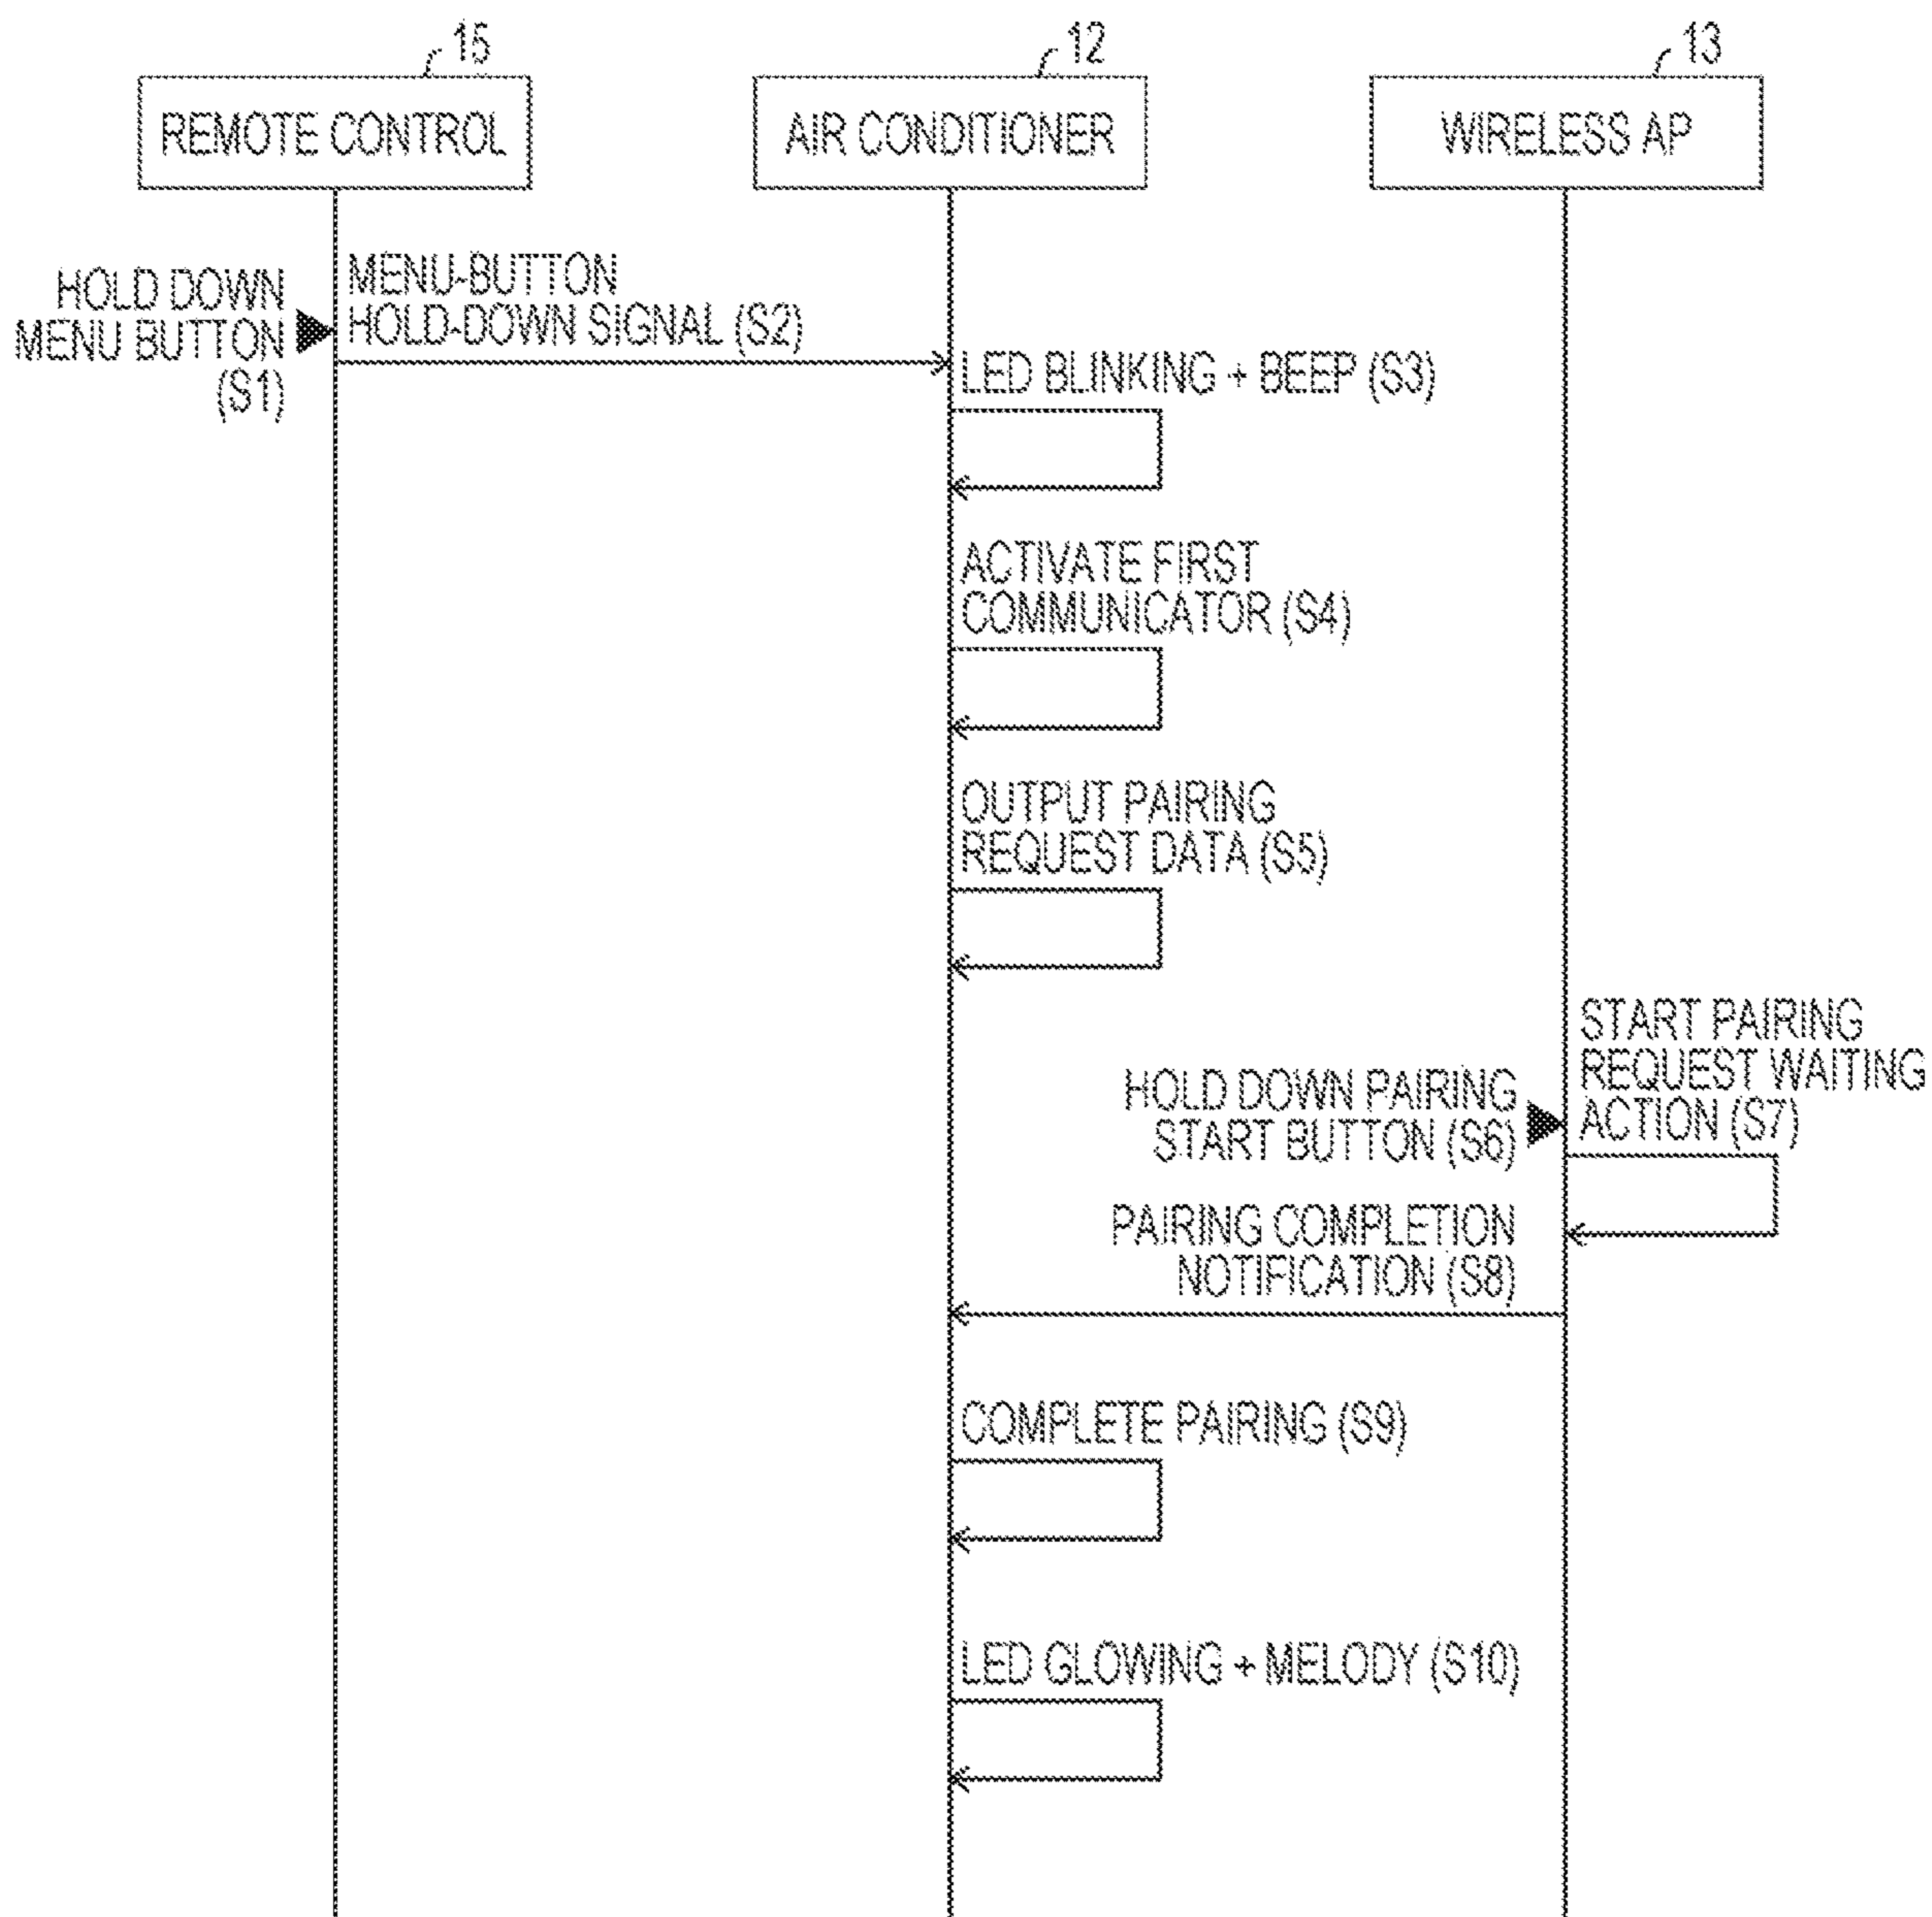 15
12
13
REMOTE CONTROL
AIR CONDITIONER
WIRELESS AP
HOLD DOWN
MENU BUTTON
(S1)
MENU-BUTTON
HOLD-DOWN SIGNAL (S2)
LED BLINKING + BEEP (S3)
ACTIVATE FIRST
COMMUNICATOR (S4)
OUTPUT PAIRING
REQUEST DATA (S5)
HOLD DOWN PAIRING
START BUTTON (S6)
START PAIRING
REQUEST WAITING
ACTION (S7)
PAIRING COMPLETION
NOTIFICATION (S8)
COMPLETE PAIRING (S9)
LED GLOWING + MELODY (S10)